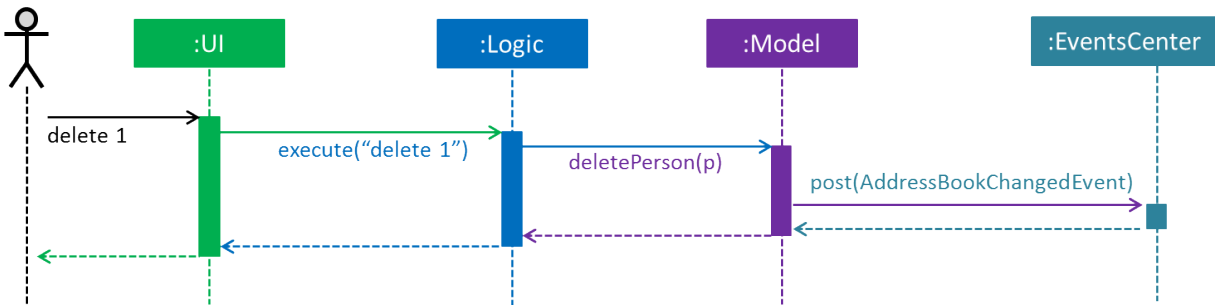 :UI
:Logic
:Model
:EventsCenter
delete 1
execute(“delete 1”)
deletePerson(p)
post(AddressBookChangedEvent)